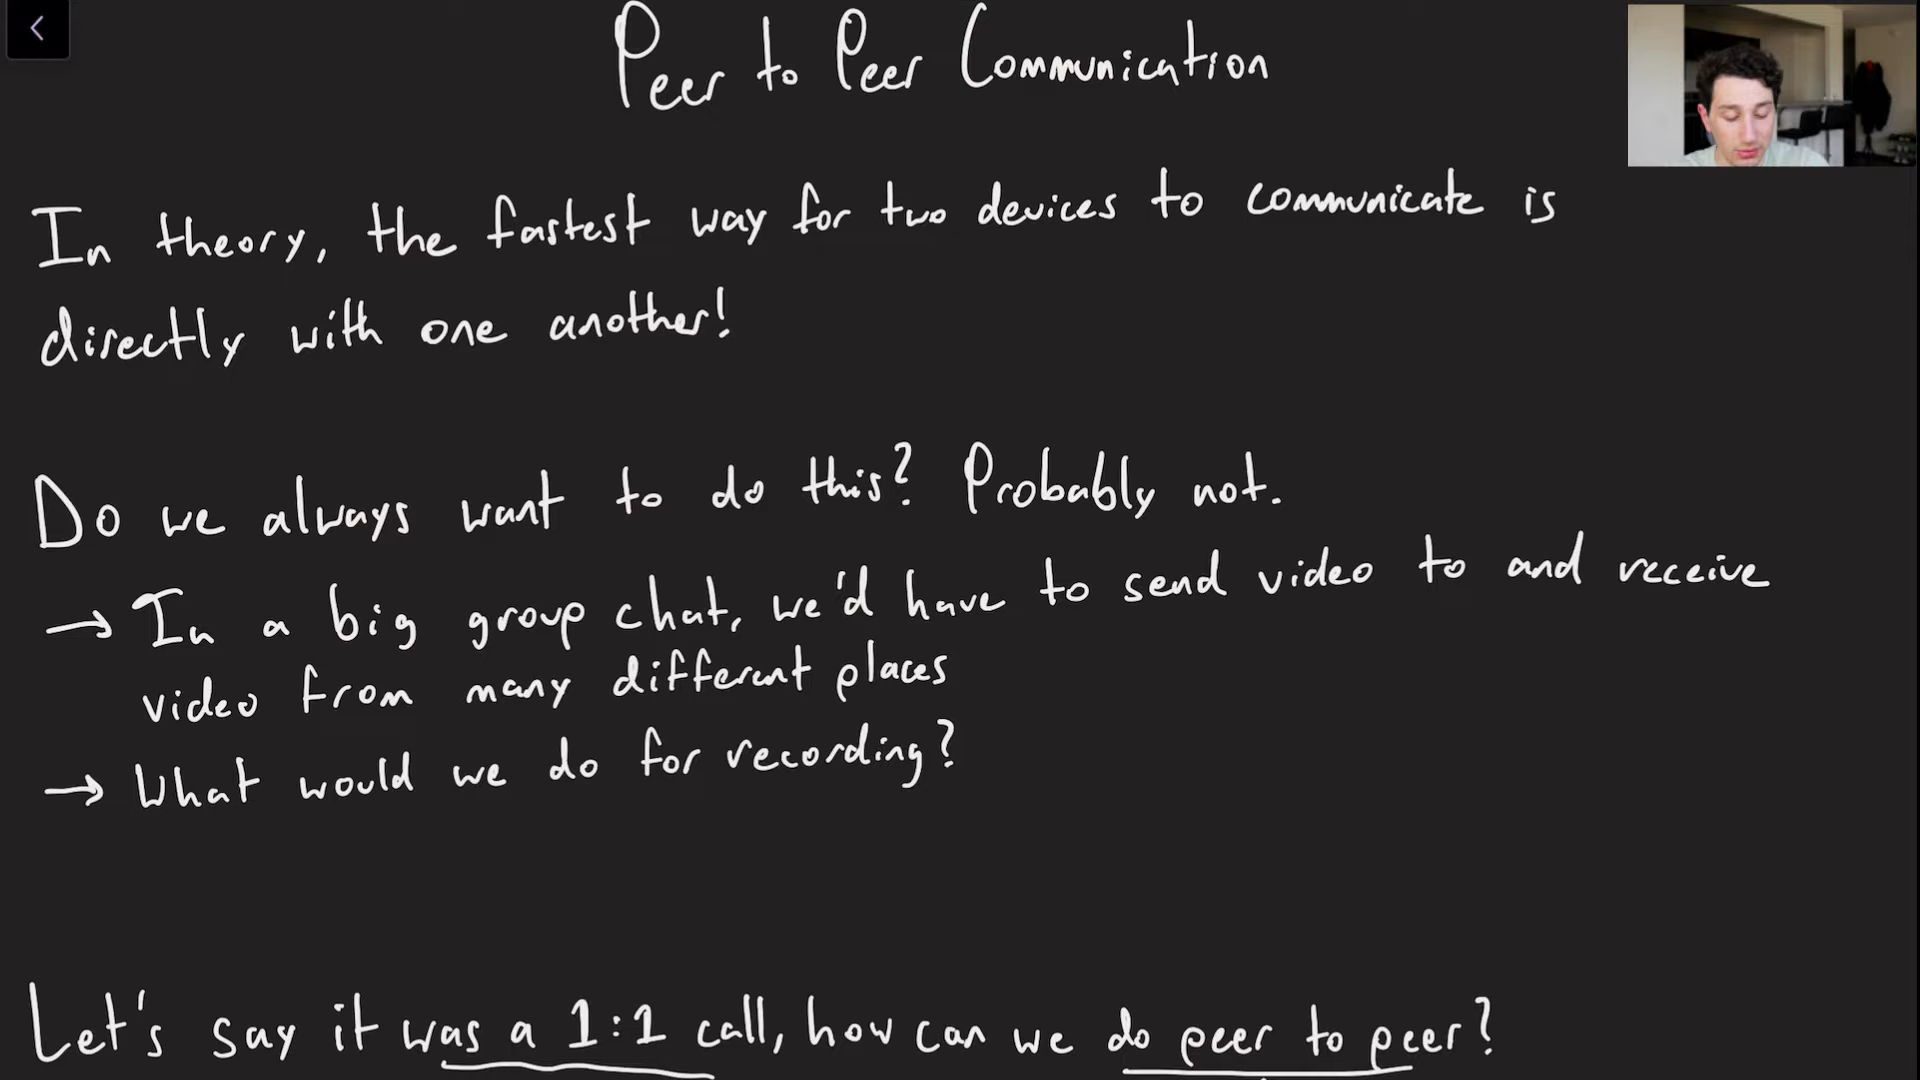 Peer to Peer Communication
In theory, the fastest way for two devices to communicate is
directly with one another!
Do we always want to do this? Probably not.
→ In a big group chat, we'd have to send video to and receive
video from many different places
→ What would we do for recording?
Let's say it was a 1:1 call, how can we do peer to peer?